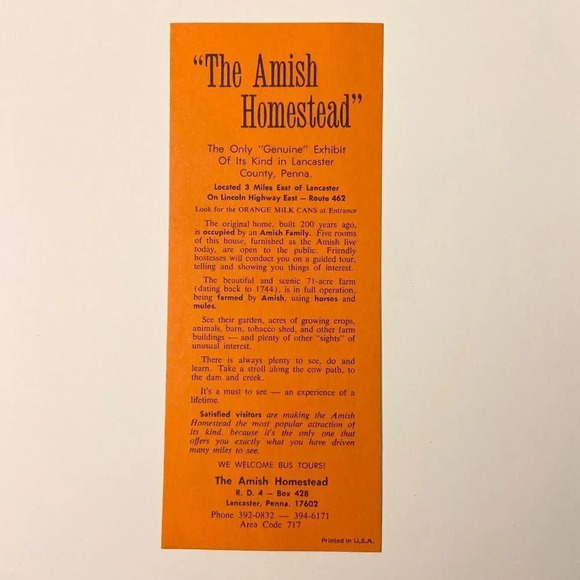 "The Amish
Homestead"
The Only "Genuine" Exhibit
Of Its Kind in Lancaster
County, Penna.
Located 3 Miles East of Lancaster
On Lincoln Highway East — Route 462
Look for the ORANGE MILK CANS at Entrance
The original home, built 200 years ago,
is occupied by an Amish Family. Five rooms
of this house, furnished as the Amish live
today, are open to the public. Friendly
hostesses will conduct you on a guided tour,
telling and showing you things of interest.
The beautiful and scenic 71-acre farm
(dating back to 1744), is in full operation,
being farmed by Amish, using horses and
mules.
See their garden, acres of growing crops,
animals, barn, tobacco shed, and other farm
buildings — and plenty of other "sights" of
unusual interest.
There is always plenty to see, do and
learn. Take a stroll along the cow path, to
the dam and creek.
It's a must to see — an experience of a
lifetime.
Satisfied visitors are making the Amish
Homestead the most popular attraction of
its kind, because it's the only one that
offers you exactly what you have driven
many miles to see.
WE WELCOME BUS TOURS!
The Amish Homestead
R. D. 4 — Box 428
Lancaster, Penna. 17602
Phone 392-0832 — 394-6171
Area Code 717
Printed in U.S.A.